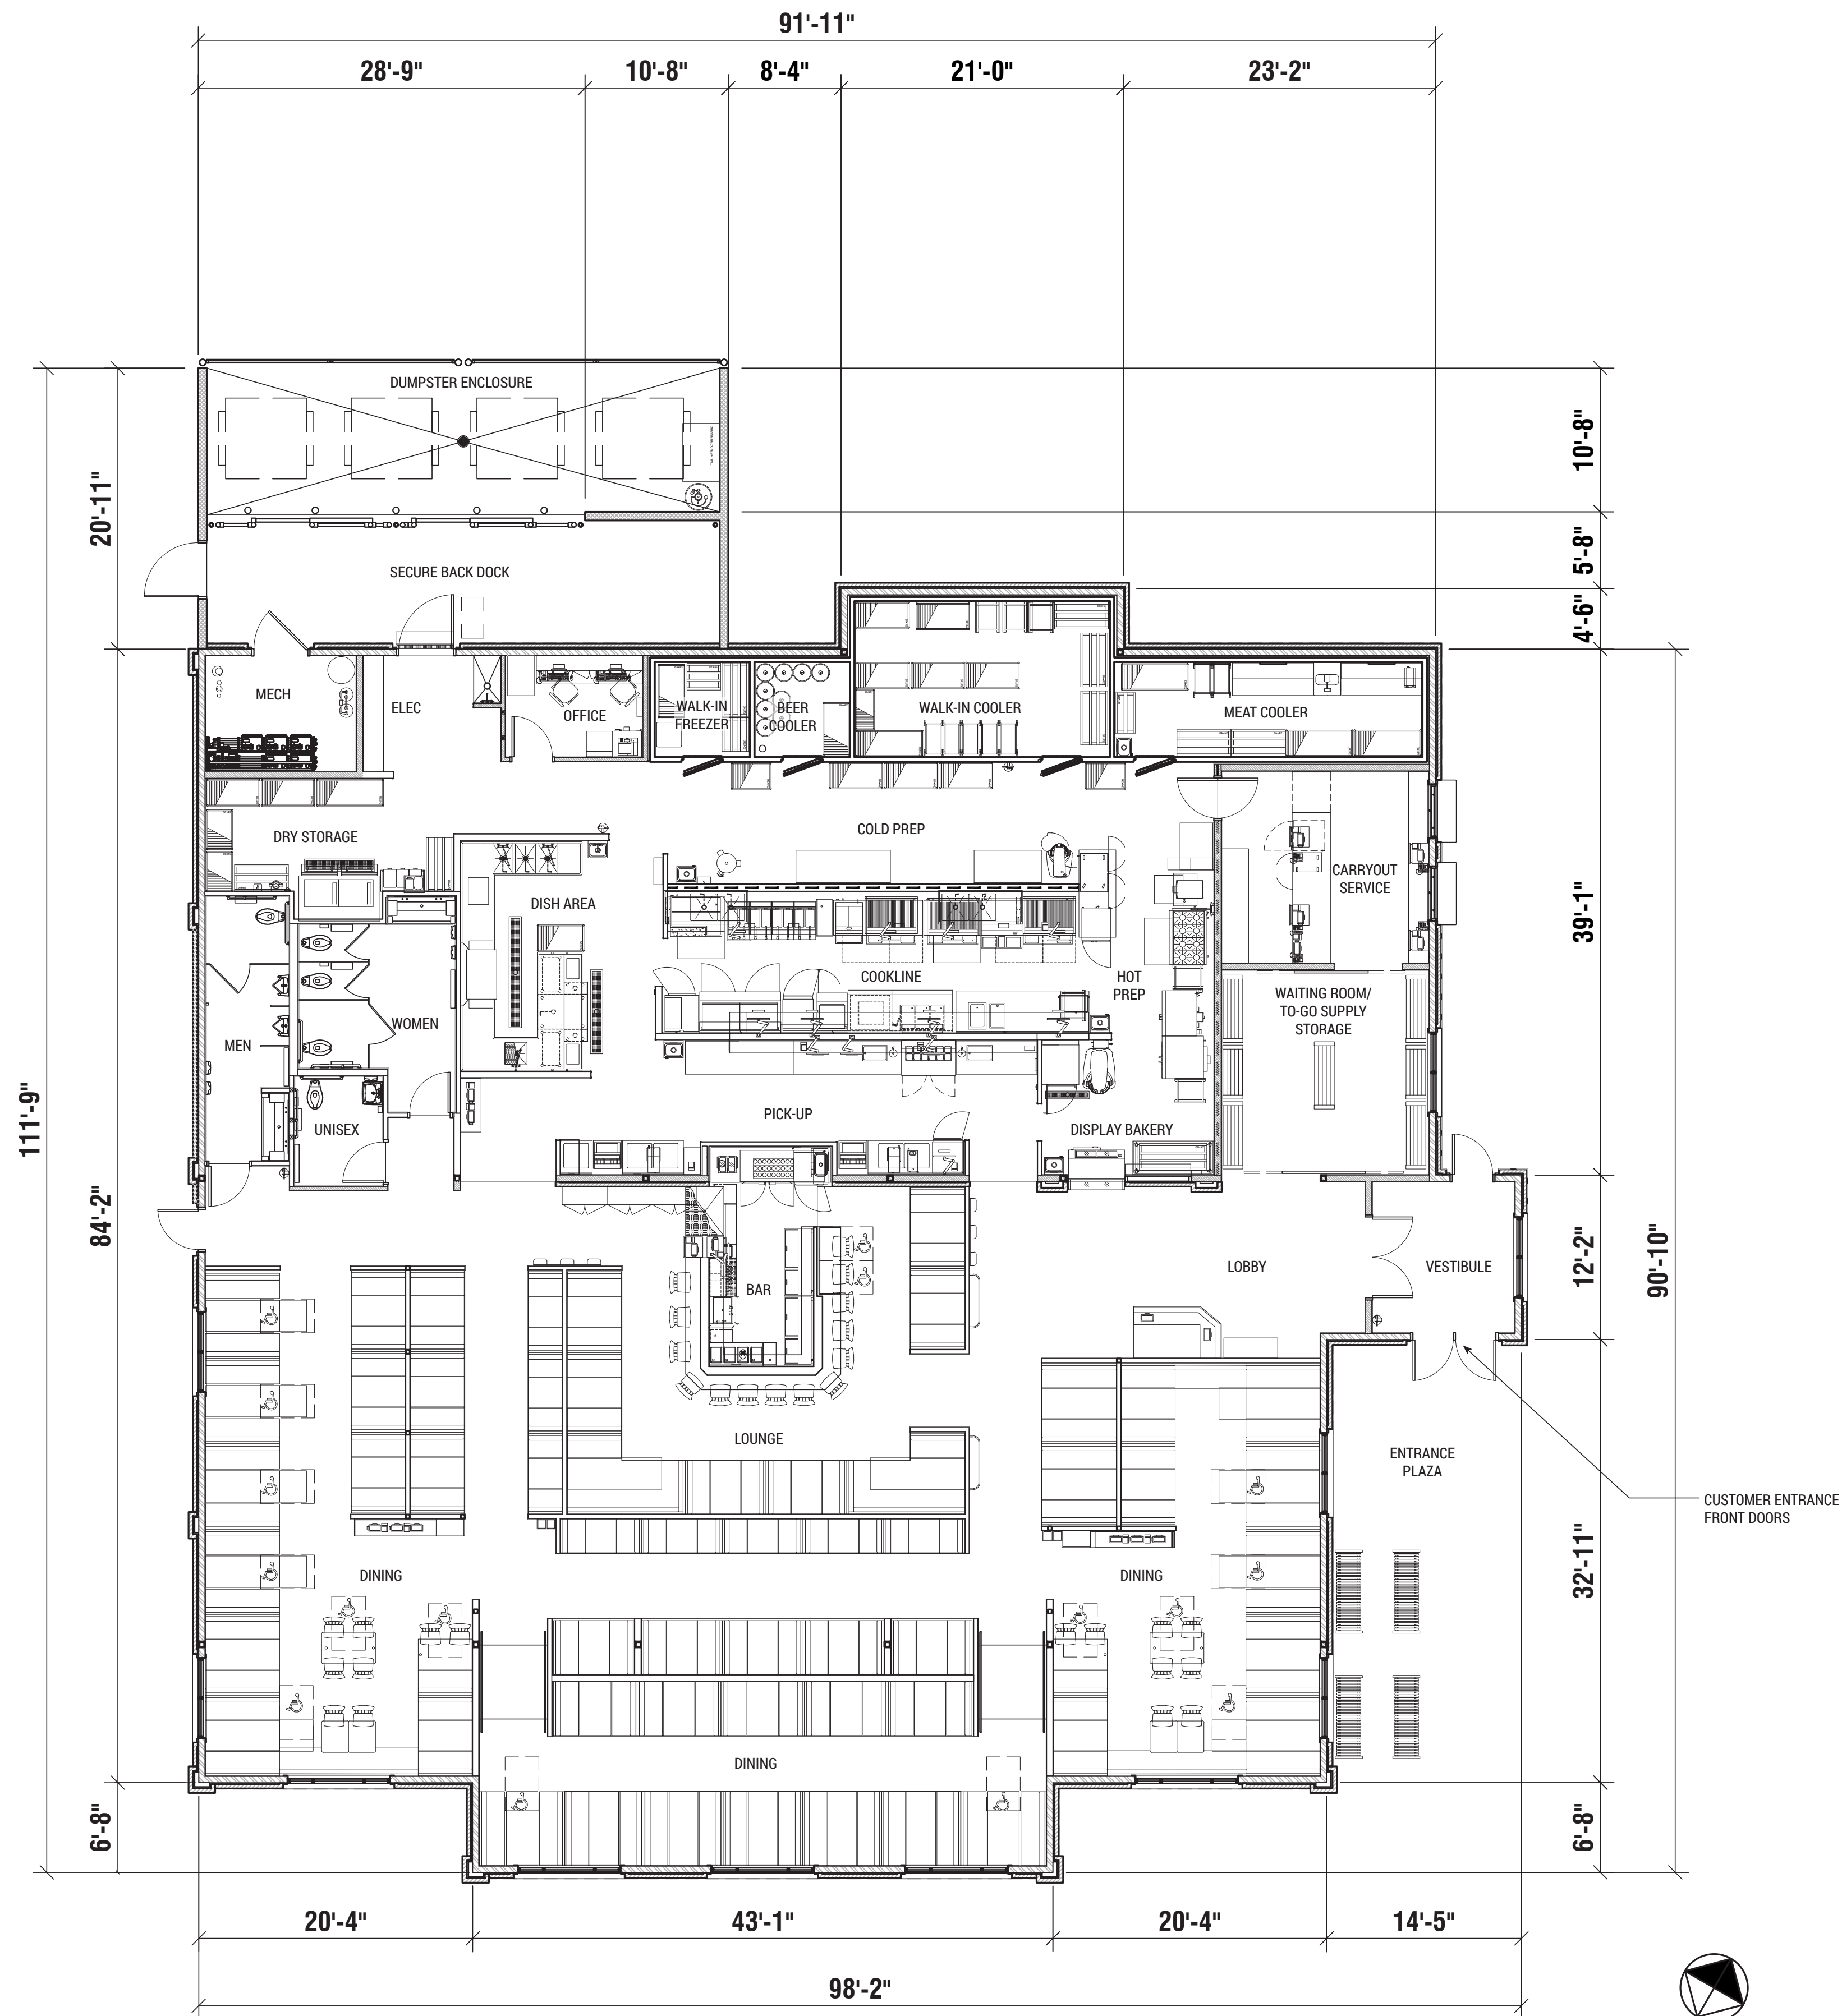 91'-11"
28'-9"
10'-8"
8'-4"
21'-0"
23'-2"
DUMPSTER ENCLOSURE
10'-8"
20'-11"
5'-8"
SECURE BACK DOCK
4'-6"
MECH
ELEC
OFFICE
WALK-IN
FREEZER
BEER
COOLER
WALK-IN COOLER
MEAT COOLER
DRY STORAGE
COLD PREP
CARRYOUT
SERVICE
DISH AREA
39'-1"
COOKLINE
HOT
PREP
WAITING ROOM/
TO-GO SUPPLY
STORAGE
WOMEN
MEN
111'-9"
UNISEX
PICK-UP
DISPLAY BAKERY
84'-2"
12'-2"
90'-10"
BAR
LOBBY
VESTIBULE
LOUNGE
ENTRANCE
PLAZA
CUSTOMER ENTRANCE
FRONT DOORS
32'-11"
DINING
DINING
DINING
6'-8"
6'-8"
20'-4"
43'-1"
20'-4"
14'-5"
98'-2"